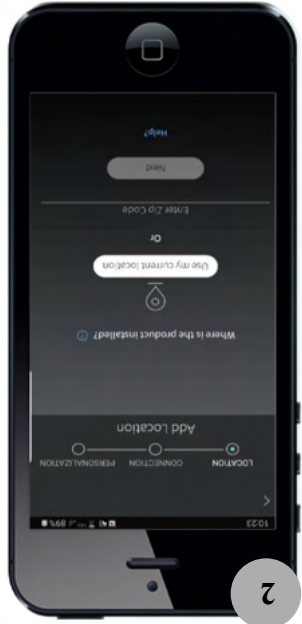 2
10:23 89%
LOCATION CONNECTION PERSONALIZATION
Add Location
Where is the product installed?
Use my current location
Or
Enter Zip Code
Next
Help?